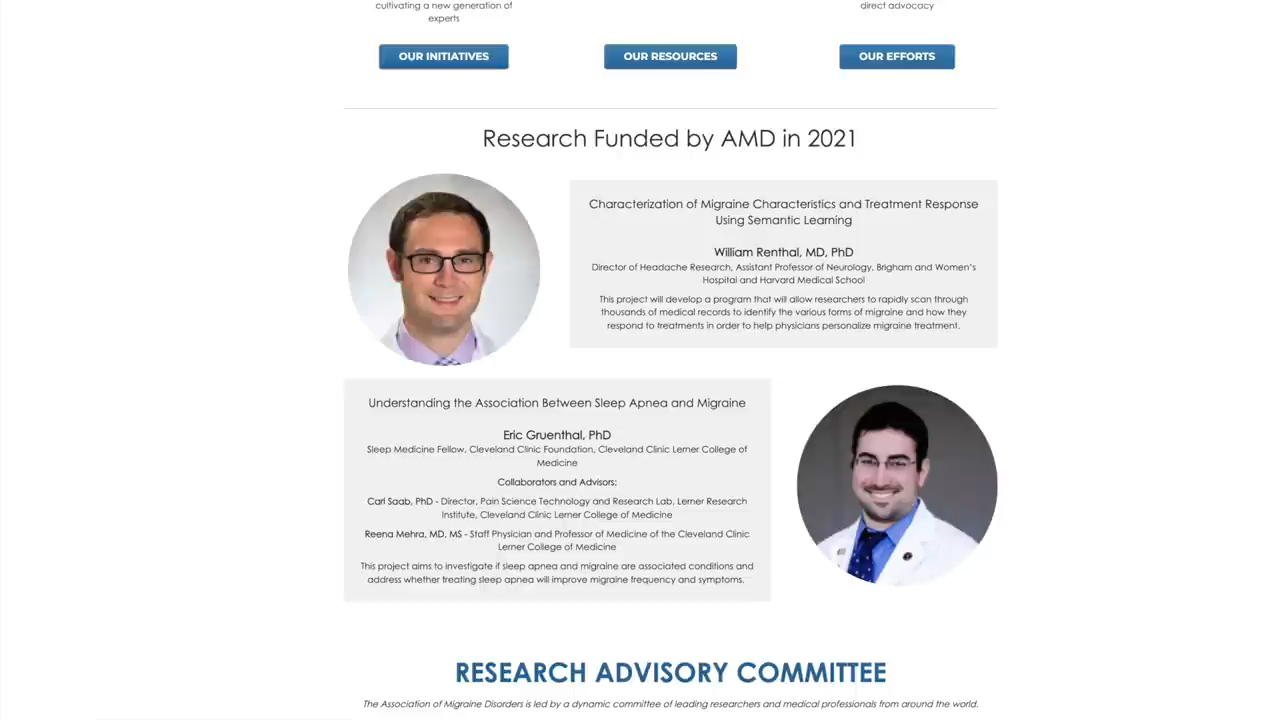 cultivating a new generation of
experts
direct advocacy
OUR INITIATIVES
OUR RESOURCES
OUR EFFORTS
Research Funded by AMD in 2021
Characterization of Migraine Characteristics and Treatment Response
Using Semantic Learning
William Renthal, MD, PhD
Director of Headache Research, Assistant Professor of Neurology, Brigham and Women's
Hospital and Harvard Medical School
This project will develop a program that will allow researchers to rapidly scan through
thousands of medical records to identify the various forms of migraine and how they
respond to treatments in order to help physicians personalize migraine treatment.
Understanding the Association Between Sleep Apnea and Migraine
Eric Gruenthal, PhD
Sleep Medicine Fellow, Cleveland Clinic Foundation, Cleveland Clinic Lerner College of
Medicine
Collaborators and Advisors:
Carl Saab, PhD - Director, Pain Science Technology and Research Lab, Lerner Research
Institute, Cleveland Clinic Lerner College of Medicine
Reena Mehra, MD, MS - Staff Physician and Professor of Medicine of the Cleveland Clinic
Lerner College of Medicine
This project aims to investigate if sleep apnea and migraine are associated conditions and
address whether treating sleep apnea will improve migraine frequency and symptoms.
RESEARCH ADVISORY COMMITTEE
The Association of Migraine Disorders is led by a dynamic committee of leading researchers and medical professionals from around the world.